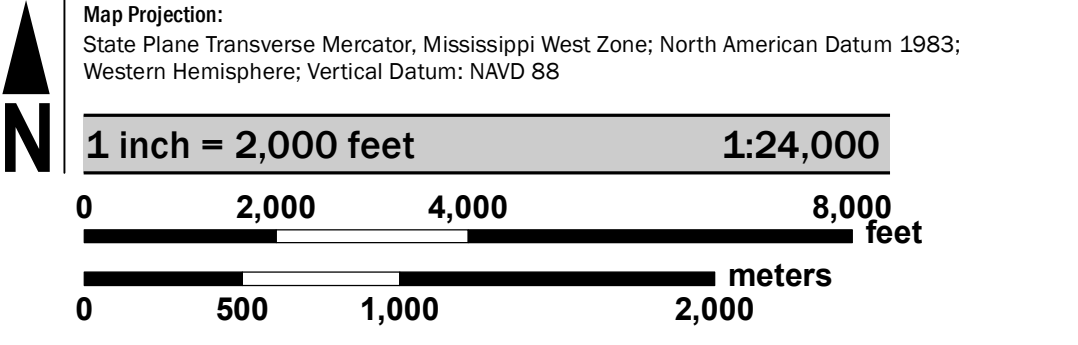 Map Projection:
State Plane Transverse Mercator, Mississippi West Zone; North American Datum 1983;
Western Hemisphere; Vertical Datum: NAVD 88
N
1 inch = 2,000 feet 1:24,000
0 2,000 4,000 8,000
feet
meters
0 500 1,000 2,000